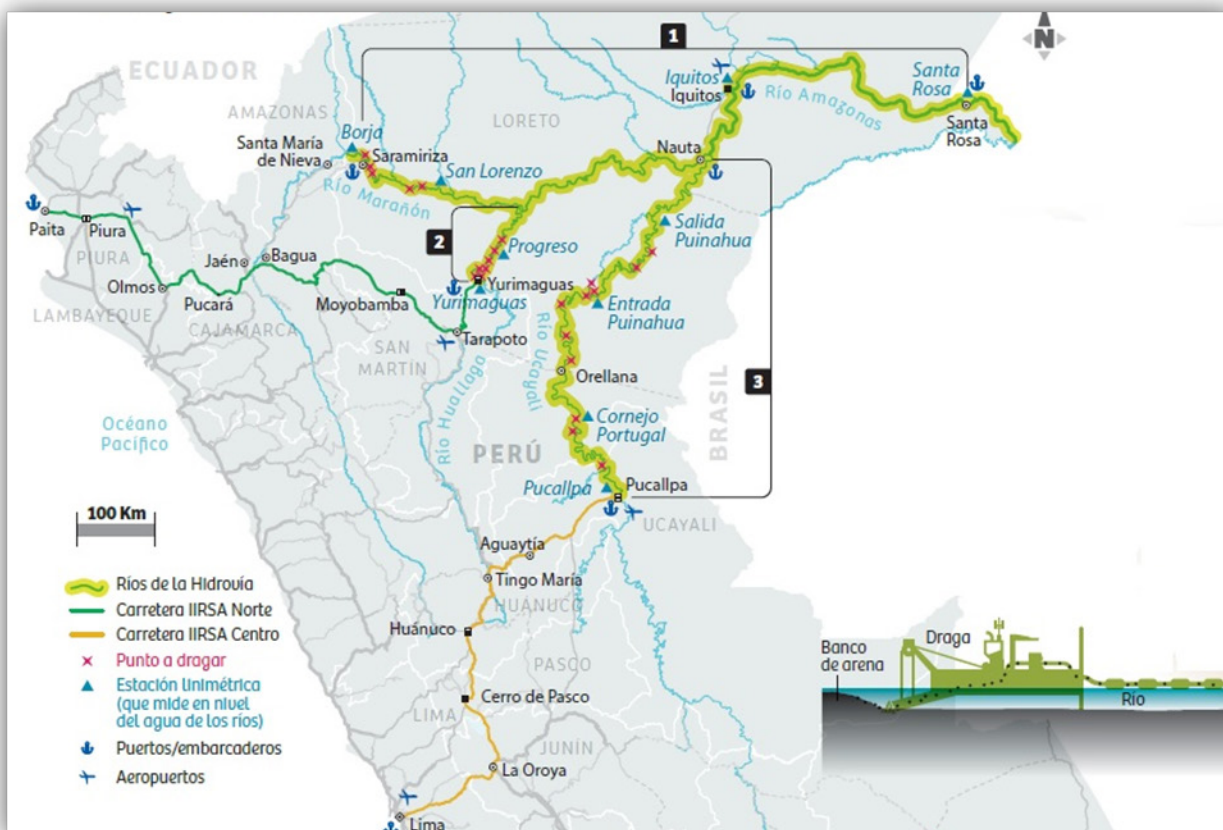 1
N
ECUADOR
AMAZONAS
LORETO
Iquitos
Iquitos
Río Amazonas
Santa
Rosa
Santa
Rosa
Borja
Santa María
de Nieva
Saramiriza
San Lorenzo
Río Marañón
Nauta
Paita
Piura
PIURA
2
Progreso
Salida
Puinahua
Jaén
Bagua
Olmos
Pucará
Moyobamba
Yurimaguas
Yurimaguas
Entrada
Puinahua
LAMBAYEQUE
CAJAMARCA
SAN
MARTÍN
Tarapoto
Río Huallaga
Río Ucayali
Orellana
BRASIL
3
Océano
Pacífico
PERÚ
Cornejo
Portugal
Pucallpa
Pucallpa
UCAYALI
100 Km
Aguaytía
Tingo María
HUÁNUCO
Huánuco
PASCO
Cerro de Pasco
LIMA
JUNÍN
La Oroya
Lima
Ríos de la Hidrovía
Carretera IIRSA Norte
Carretera IIRSA Centro
Punto a dragar
Estación linimétrica
(que mide en nivel
del agua de los ríos)
Puertos/embarcaderos
Aeropuertos
Banco
de arena
Draga
Río